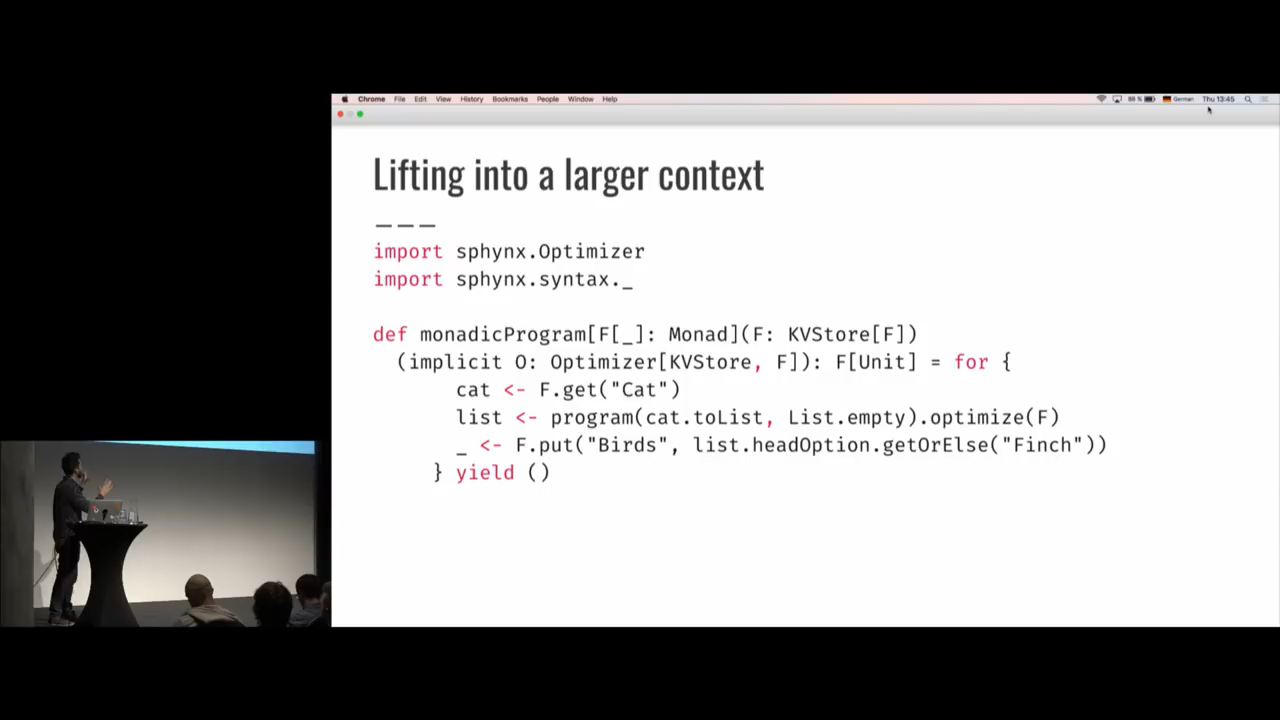 Chrome File Edit View History Bookmarks People Window Help 88 % German Thu 13:45
Lifting into a larger context
———
import sphynx.Optimizer
import sphynx.syntax._
def monadicProgram[F[_]: Monad](F: KVStore[F])
(implicit O: Optimizer[KVStore, F]): F[Unit] = for {
cat <- F.get("Cat")
list <- program(cat.toList, List.empty).optimize(F)
_ <- F.put("Birds", list.headOption.getOrElse("Finch"))
} yield ()